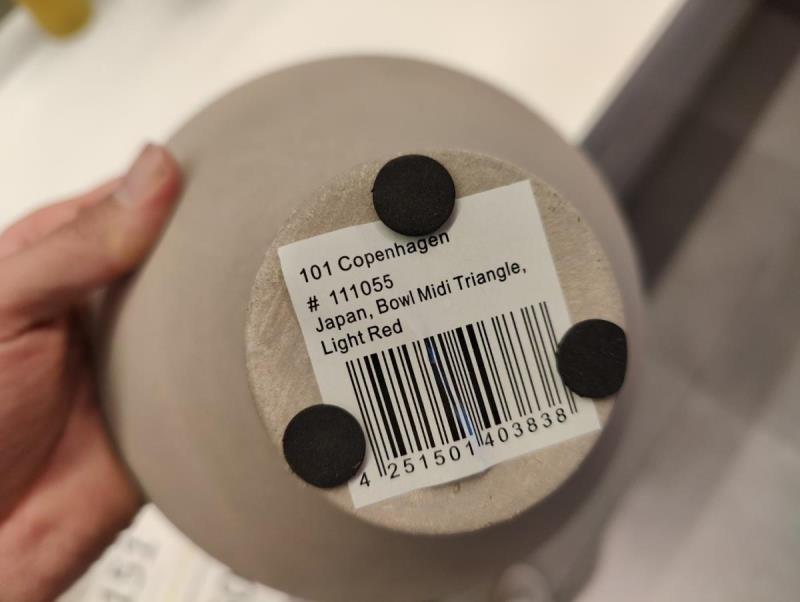 101 Copenhagen
# 111055
Japan, Bowl Midi Triangle,
Light Red
4 251501 403838